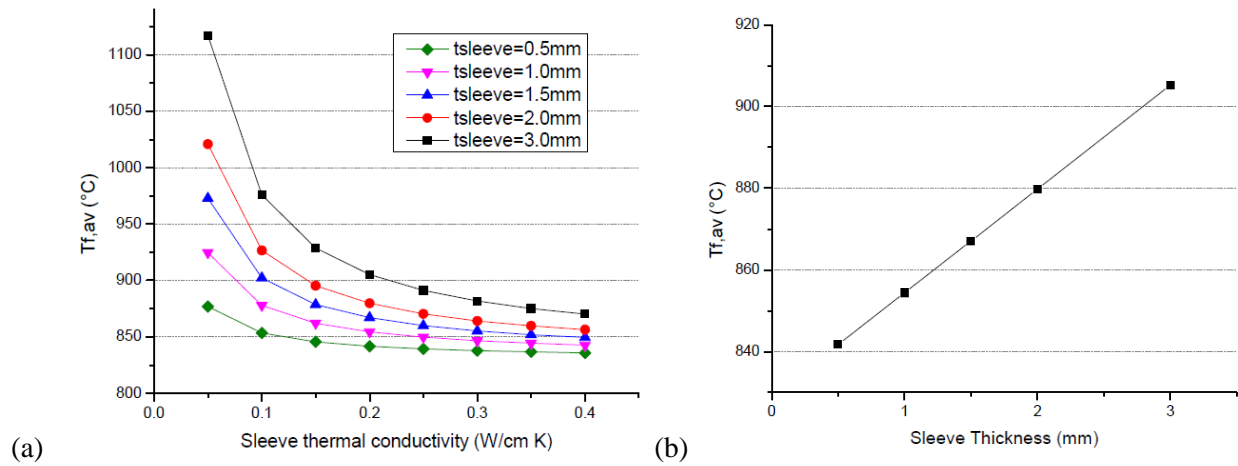 (a)
Tf,av (°C)
1100
1050
1000
950
900
850
800
0.0
0.1
0.2
0.3
0.4
Sleeve thermal conductivity (W/cm K)
tsleeve=0.5mm
tsleeve=1.0mm
tsleeve=1.5mm
tsleeve=2.0mm
tsleeve=3.0mm
(b)
Tf,av (°C)
920
900
880
860
840
0
1
2
3
Sleeve Thickness (mm)